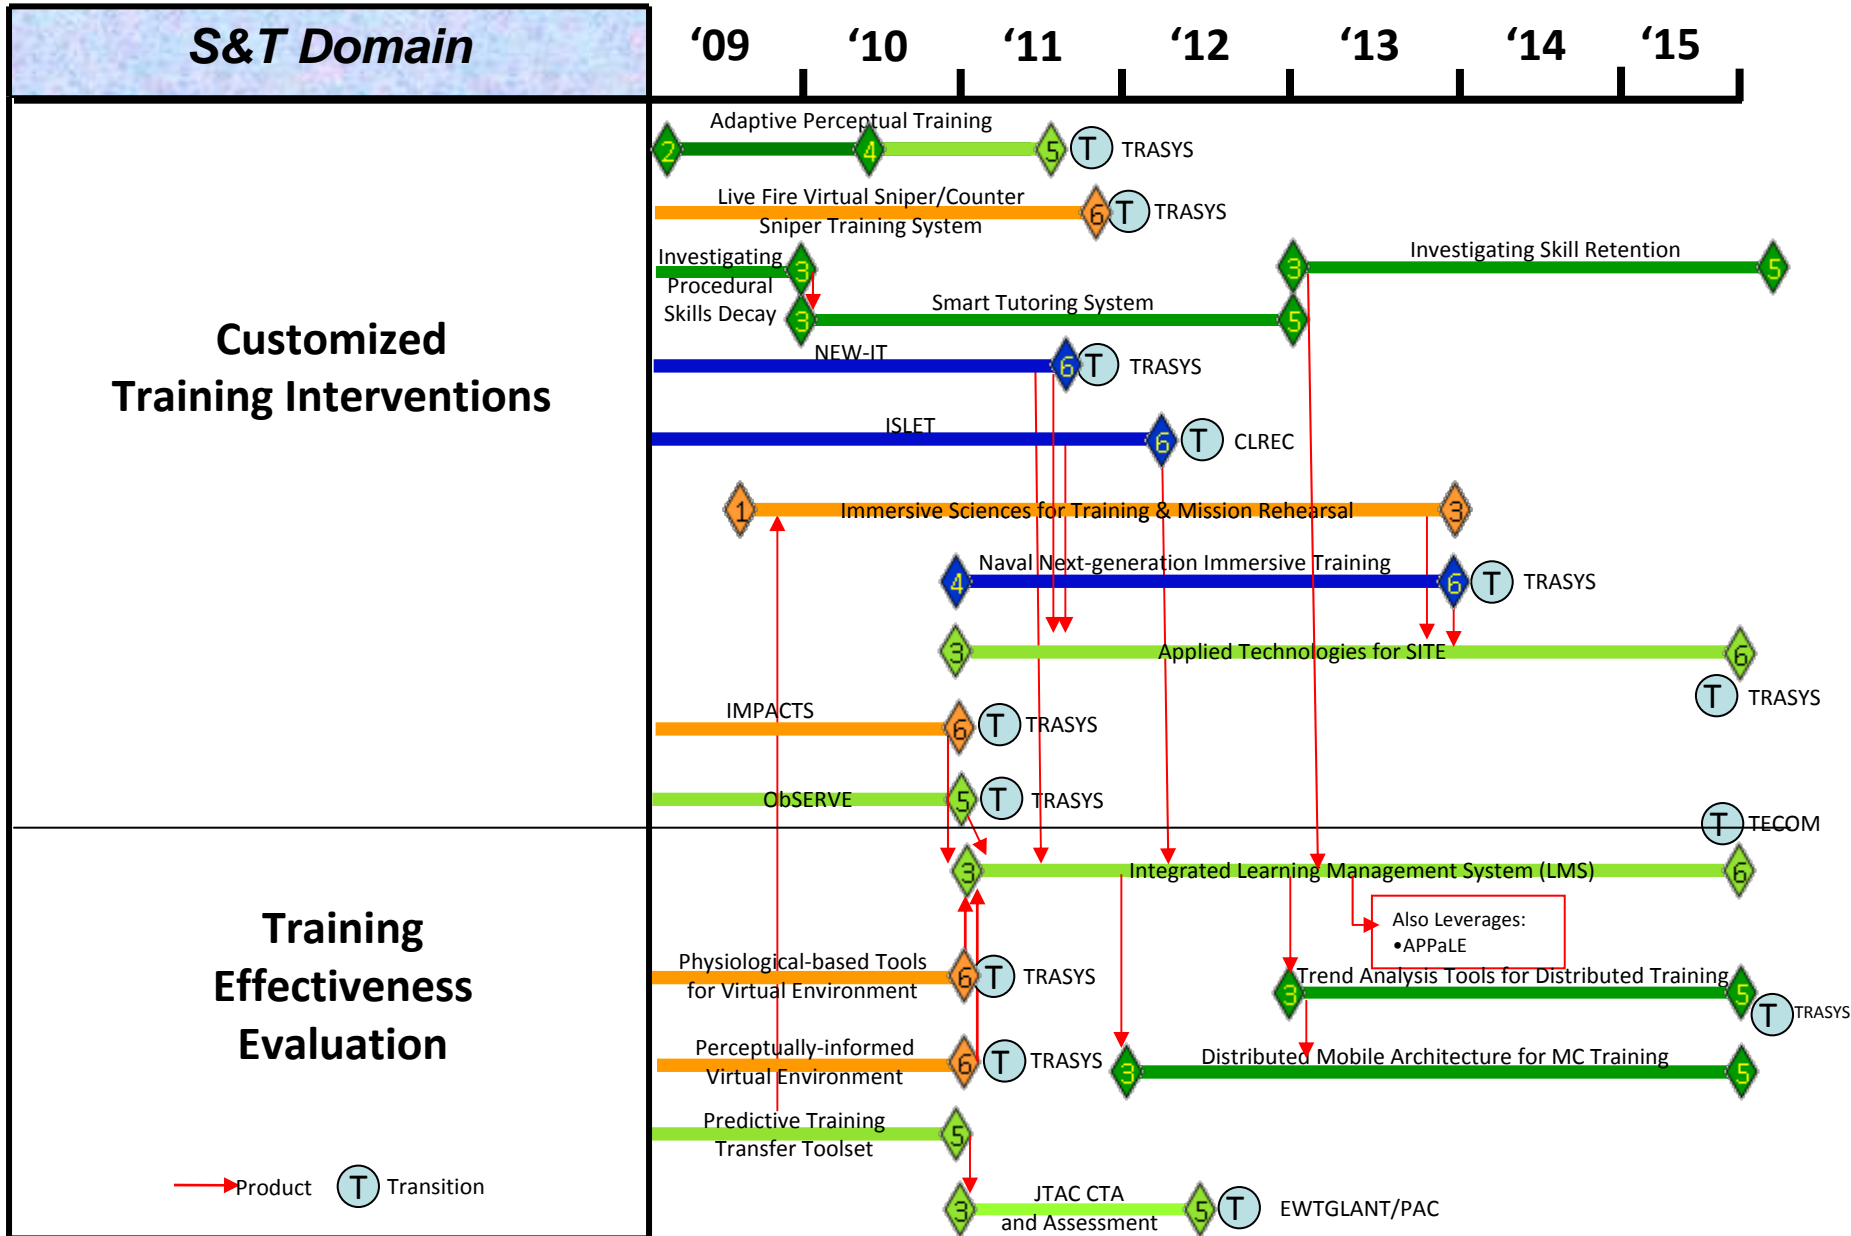 S&T Domain
‘09 ‘10 ‘11 ‘12 ‘13 ‘14 ‘15
Customized
Training Interventions
Adaptive Perceptual Training
2 4 5 T TRASYS
Live Fire Virtual Sniper/Counter
Sniper Training System
6 T TRASYS
Investigating
Procedural
Skills Decay
3
Investigating Skill Retention
3 5
Smart Tutoring System
3 5
NEW-IT
6 T TRASYS
ISLET
6 T CLREC
1 Immersive Sciences for Training & Mission Rehearsal 3
Naval Next-generation Immersive Training
4 6 T TRASYS
3 Applied Technologies for SITE 6
T TRASYS
IMPACTS
6 T TRASYS
ObSERVE 5 T TRASYS
T TECOM
Training
Effectiveness
Evaluation
3 Integrated Learning Management System (LMS) 6
Also Leverages:
•APPaLE
Physiological-based Tools
for Virtual Environment
6 T TRASYS
Trend Analysis Tools for Distributed Training
3 5
T TRASYS
Perceptually-informed
Virtual Environment
6 T TRASYS
Distributed Mobile Architecture for MC Training
3 5
Predictive Training
Transfer Toolset
5
JTAC CTA
and Assessment
3 5 T EWTGLANT/PAC
Product T Transition